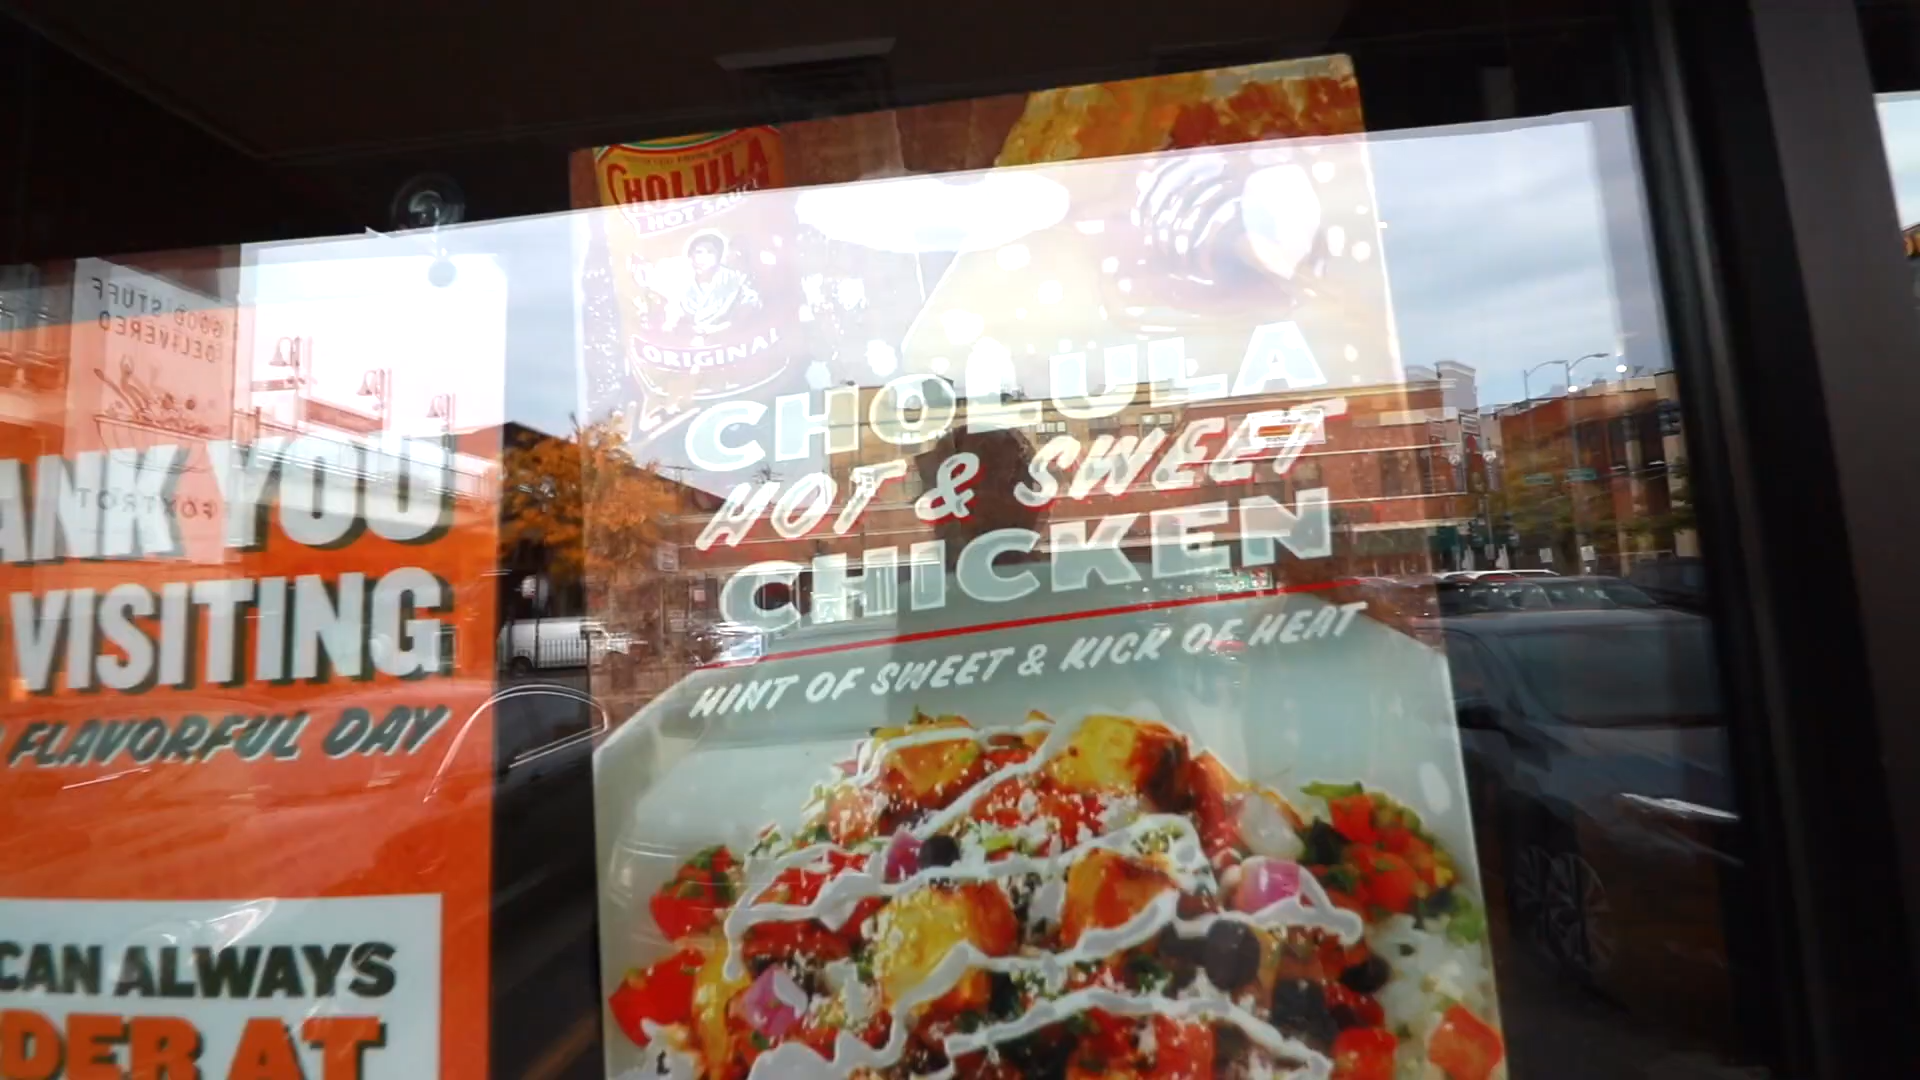 CHOLULA
HOT SAUCE
ORIGINAL
CHOLULA
HOT & SWEET
CHICKEN
HINT OF SWEET & KICK OF HEAT
GOOD STUFF
DELIVERED
FOXTROT
ANK YOU
VISITING
FLAVORFUL DAY
CAN ALWAYS
DER AT